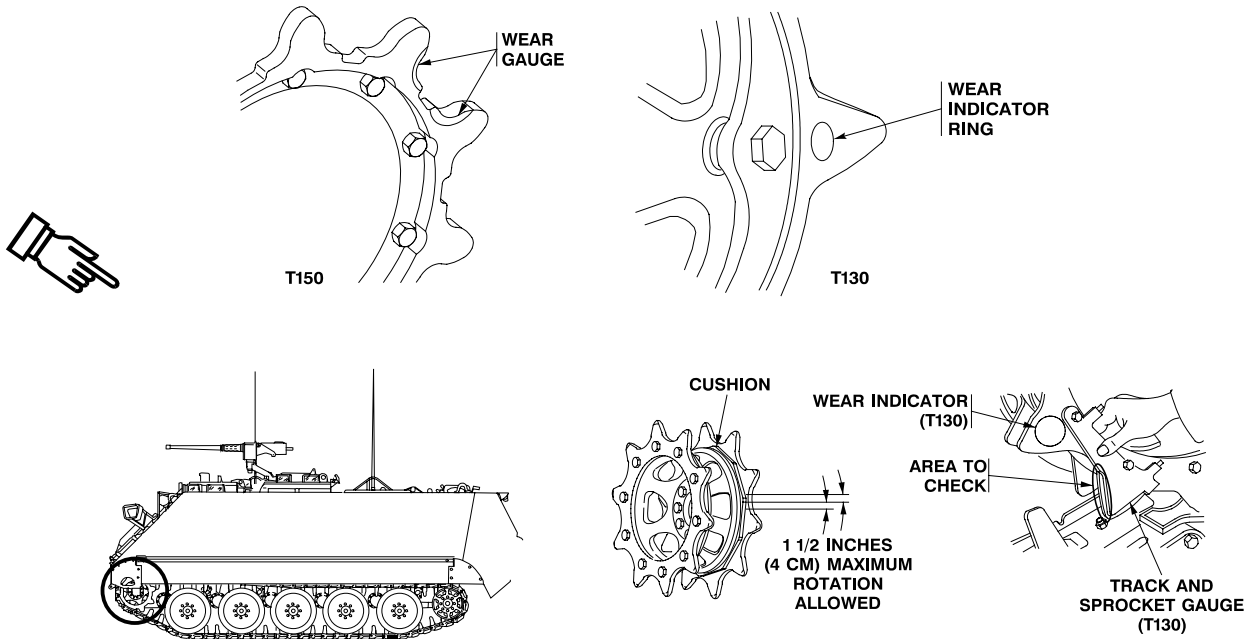 WEAR
GAUGE
T150
WEAR
INDICATOR
RING
T130
CUSHION
1 1/2 INCHES
(4 CM) MAXIMUM
ROTATION
ALLOWED
WEAR INDICATOR
(T130)
AREA TO
CHECK
TRACK AND
SPROCKET GAUGE
(T130)